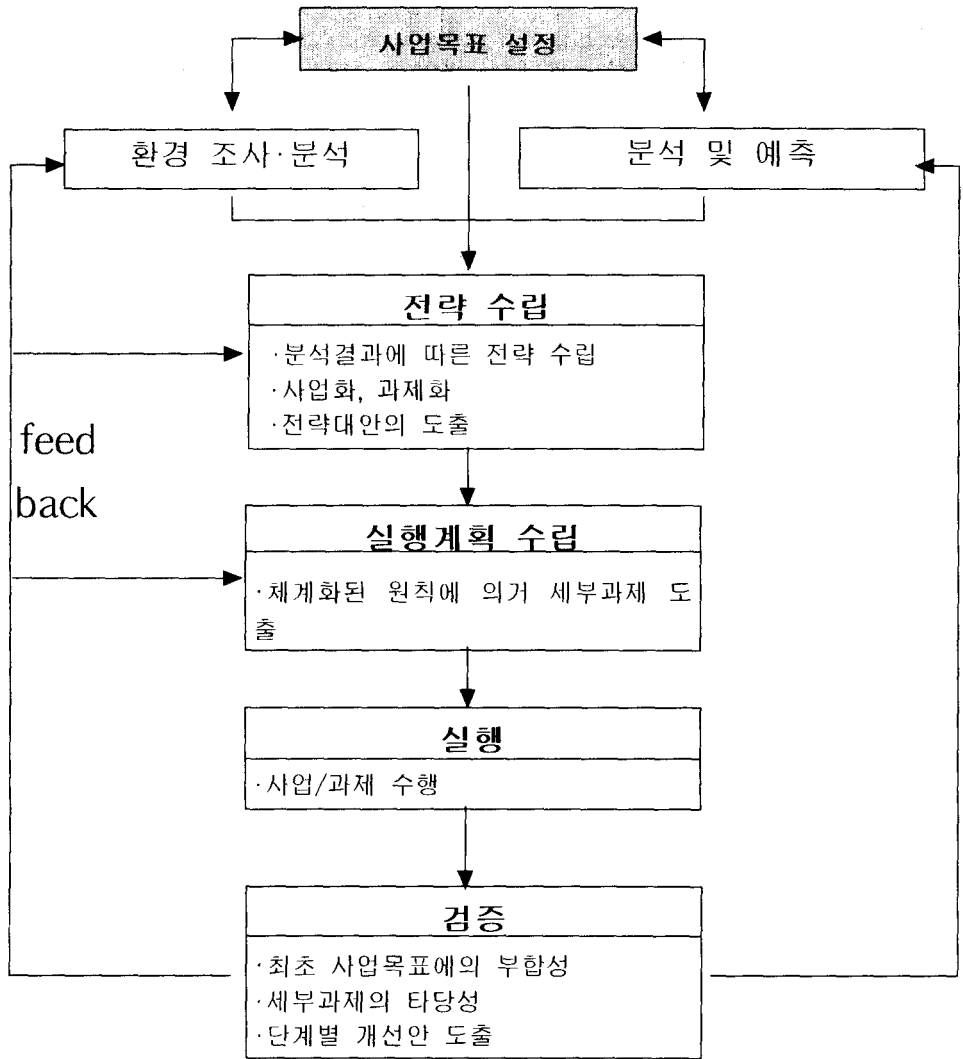 사업목표 설정
환경 조사·분석
분석 및 예측
전략 수립
·분석결과에 따른 전략 수립
·사업화, 과제화
·전략대안의 도출
feed
back
실행계획 수립
·체계화된 원칙에 의거 세부과제 도
출
실행
·사업/과제 수행
검증
·최초 사업목표에의 부합성
·세부과제의 타당성
·단계별 개선안 도출